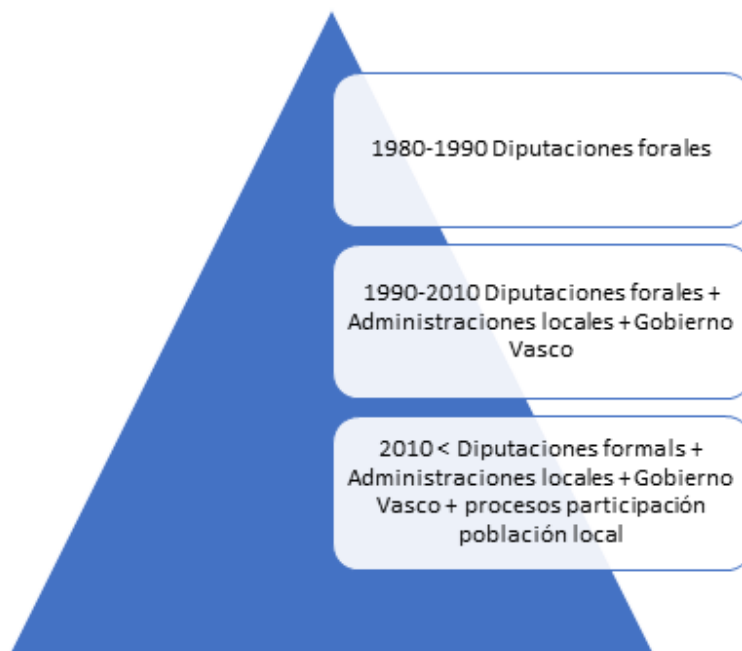 1980-1990 Diputaciones forales
1990-2010 Diputaciones forales +
Administraciones locales + Gobierno
Vasco
2010 < Diputaciones formals +
Administraciones locales + Gobierno
Vasco + procesos participación
población local